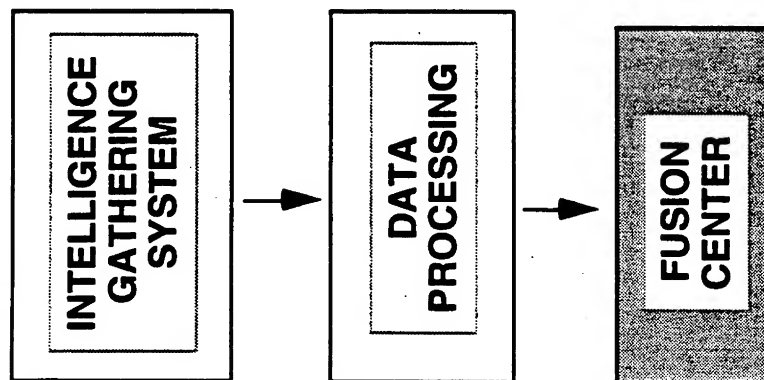 INTELLIGENCE
GATHERING
SYSTEM
DATA
PROCESSING
FUSION
CENTER